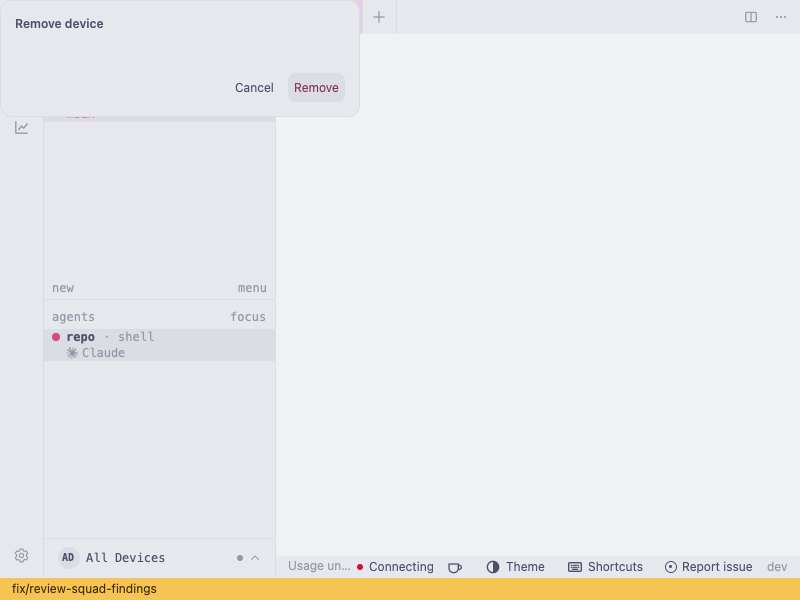 Remove device
Cancel Remove
new menu
agents focus
repo · shell
Claude
AD All Devices
Usage un... Connecting Theme Shortcuts Report issue dev
fix/review-squad-findings